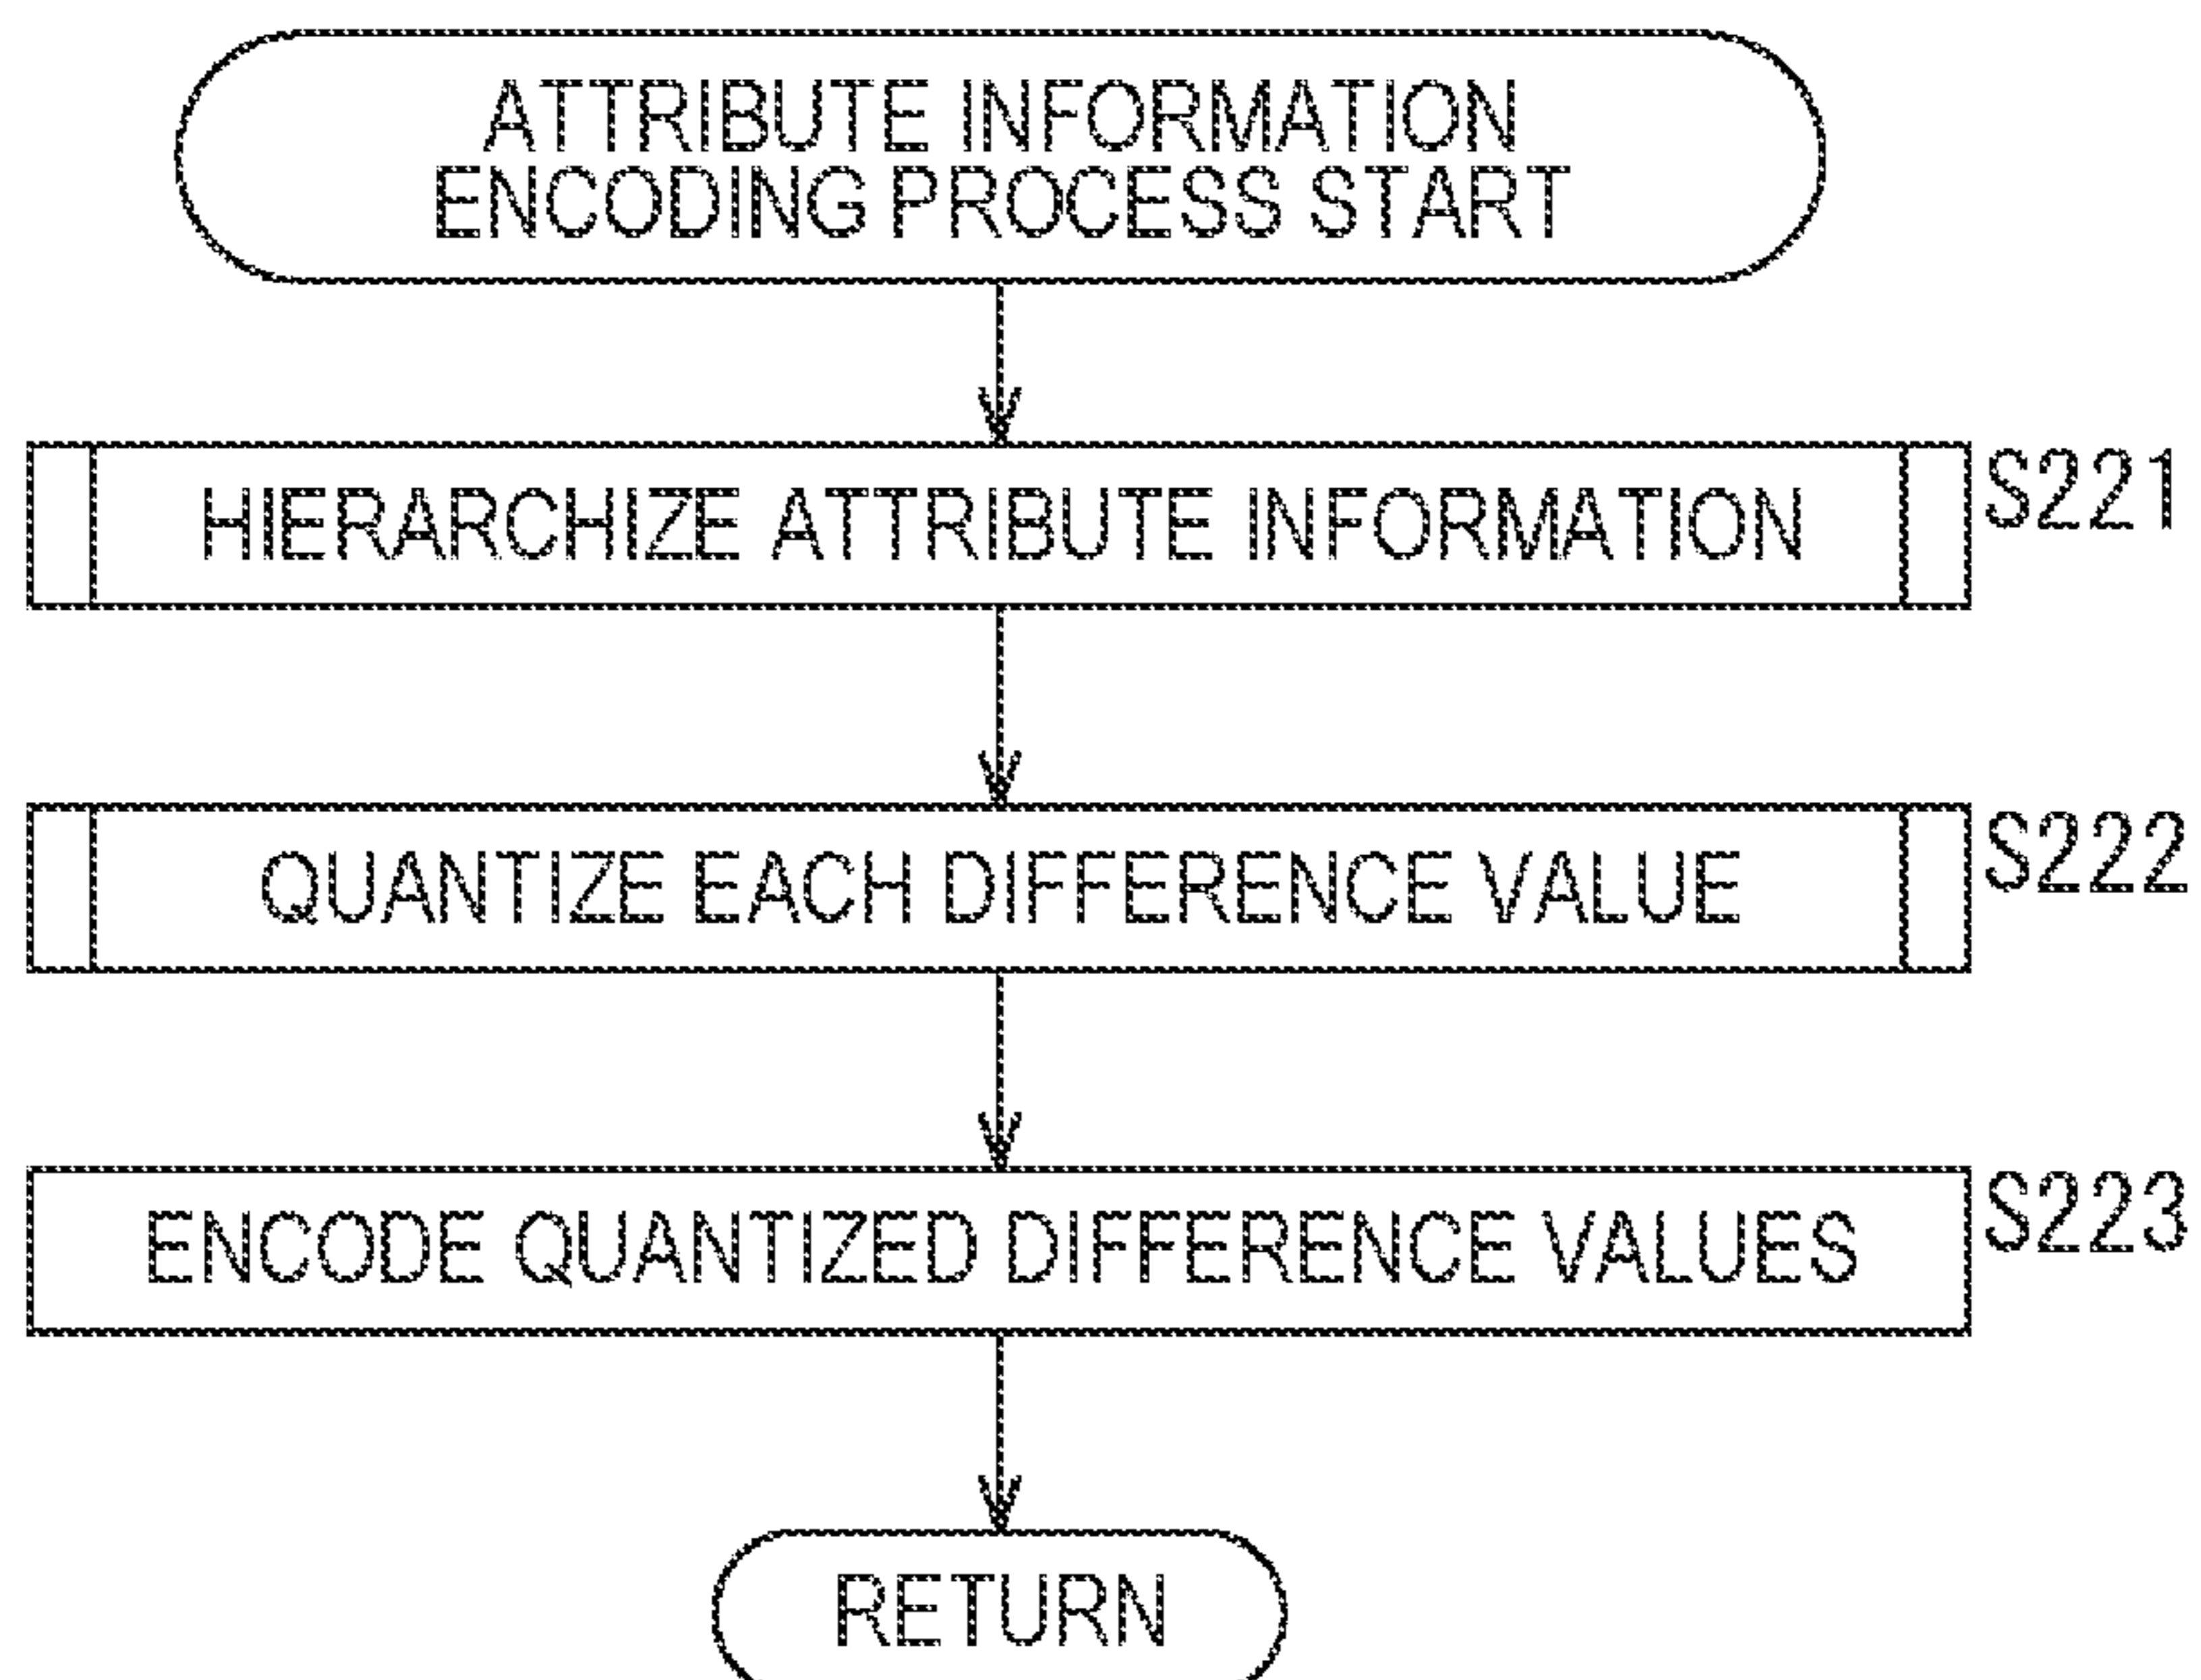 ATTRIBUTE INFORMATION
ENCODING PROCESS START
HIERARCHIZE ATTRIBUTE INFORMATION
S221
QUANTIZE EACH DIFFERENCE VALUE
S222
ENCODE QUANTIZED DIFFERENCE VALUES
S223
RETURN